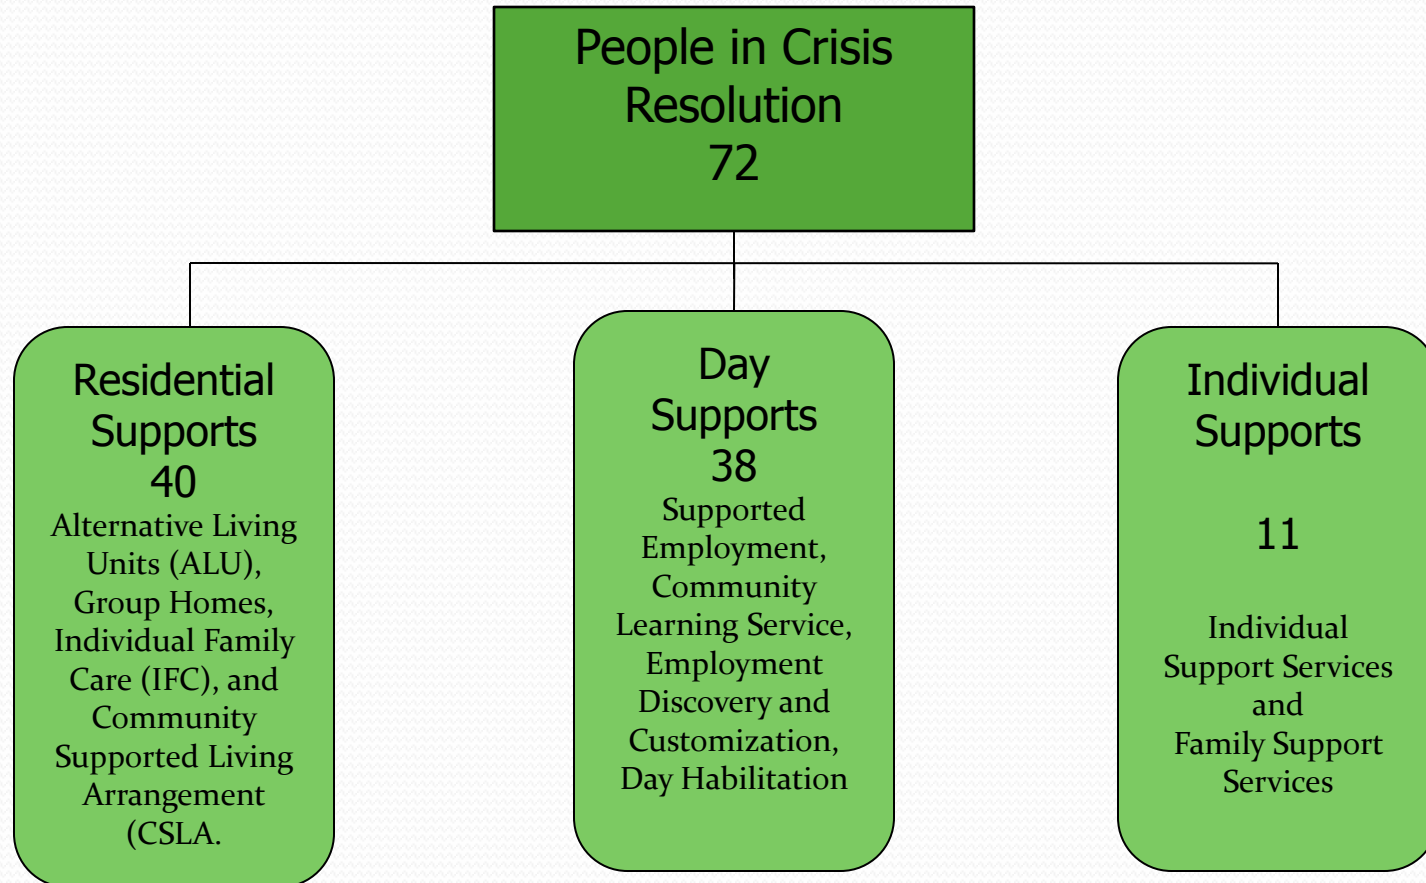 People in Crisis
Resolution
72
Residential
Supports
40
Alternative Living
Units (ALU),
Group Homes,
Individual Family
Care (IFC), and
Community
Supported Living
Arrangement
(CSLA.
Day
Supports
38
Supported
Employment,
Community
Learning Service,
Employment
Discovery and
Customization,
Day Habilitation
Individual
Supports
11
Individual
Support Services
and
Family Support
Services